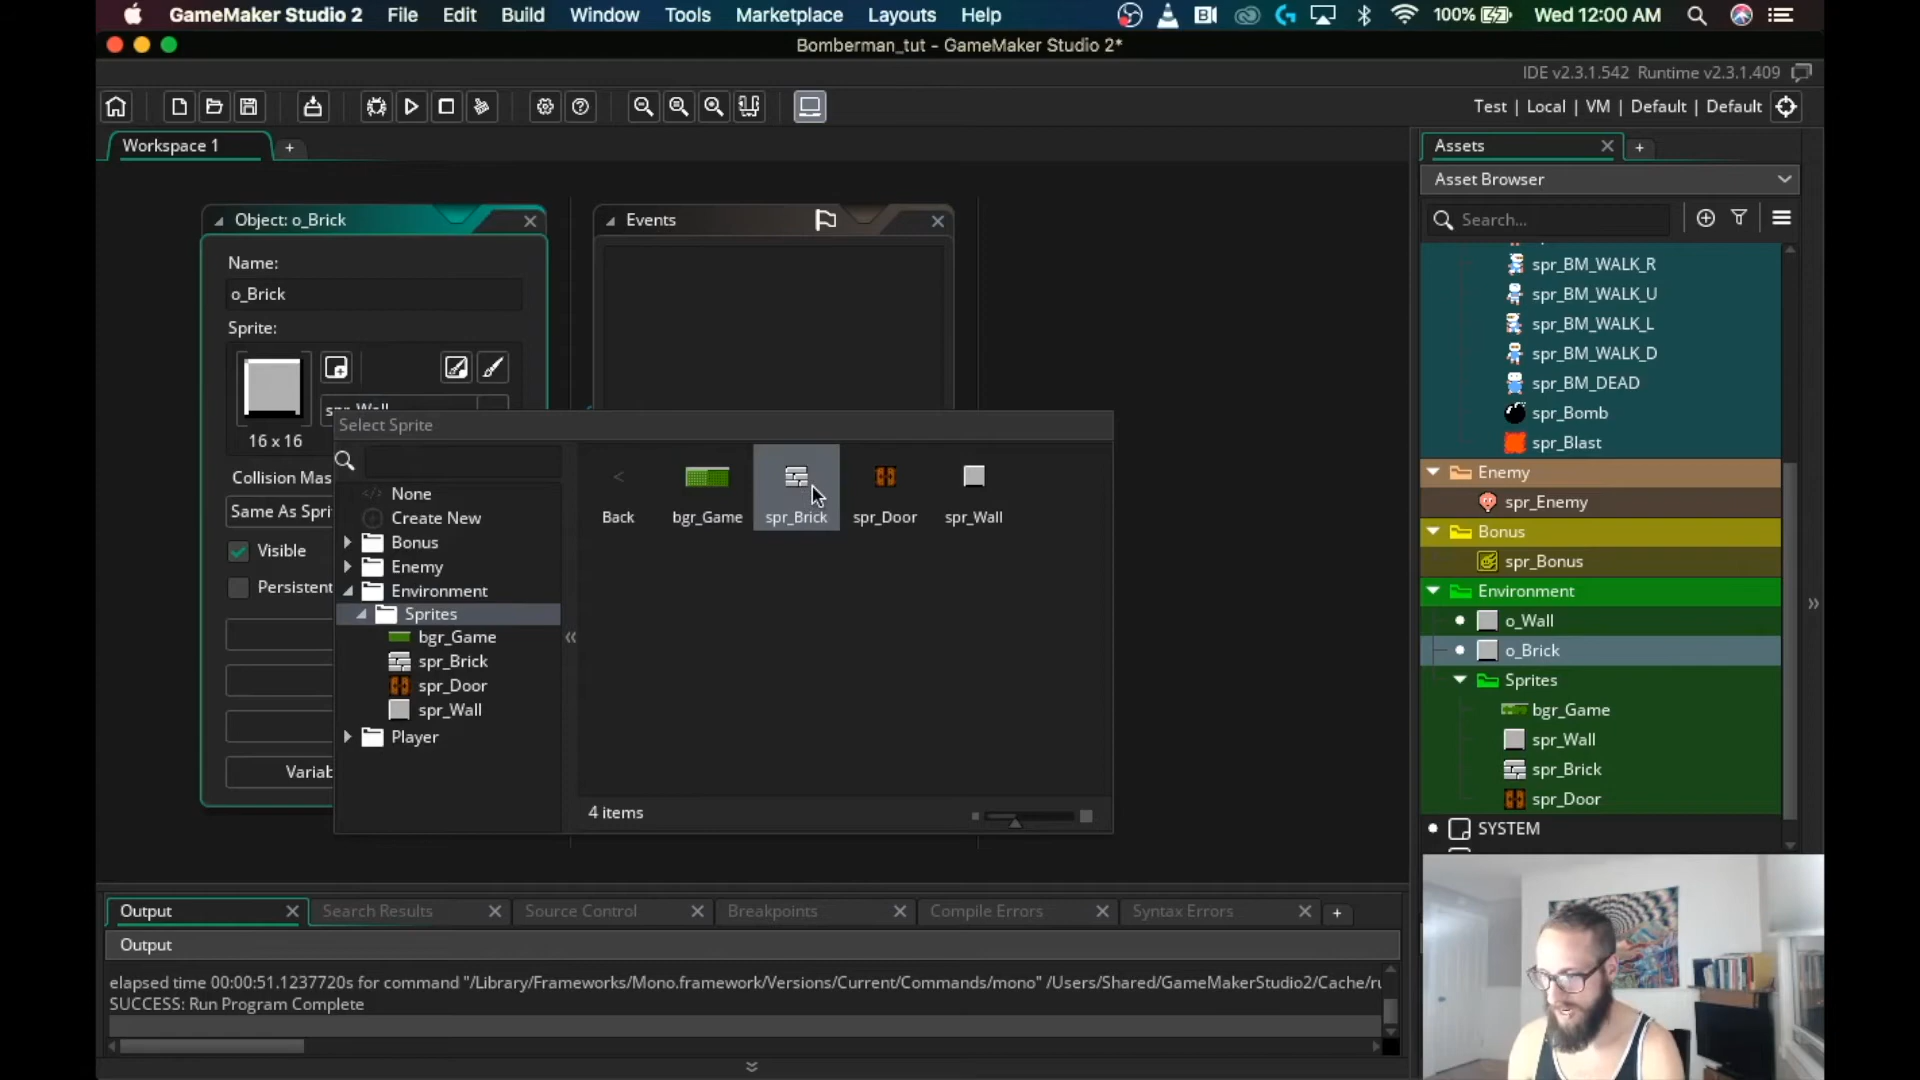 GameMaker Studio 2 File Edit Build Window Tools Marketplace Layouts Help 100% Wed 12:00 AM
Bomberman_tut - GameMaker Studio 2*
IDE v2.3.1.542 Runtime v2.3.1.409
Test | Local | VM | Default | Default
Workspace 1
Object: o_Brick
Name:
o_Brick
Sprite:
spr_Wall
16 x 16
Collision Mas
Same As Spri
Visible
Persistent
Variab
Events
Select Sprite
None
Create New
Bonus
Enemy
Environment
Sprites
bgr_Game
spr_Brick
spr_Door
spr_Wall
Player
Back
bgr_Game
spr_Brick
spr_Door
spr_Wall
4 items
Assets
Asset Browser
Search...
spr_BM_WALK_R
spr_BM_WALK_U
spr_BM_WALK_L
spr_BM_WALK_D
spr_BM_DEAD
spr_Bomb
spr_Blast
Enemy
spr_Enemy
Bonus
spr_Bonus
Environment
o_Wall
o_Brick
Sprites
bgr_Game
spr_Wall
spr_Brick
spr_Door
SYSTEM
Output Search Results Source Control Breakpoints Compile Errors Syntax Errors
Output
elapsed time 00:00:51.1237720s for command "/Library/Frameworks/Mono.framework/Versions/Current/Commands/mono" /Users/Shared/GameMakerStudio2/Cache/ru
SUCCESS: Run Program Complete